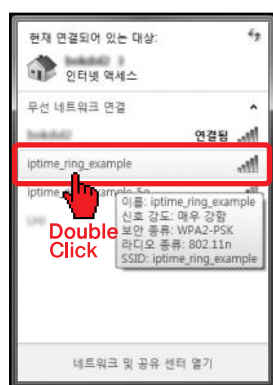 현재 연결되어 있는 대상:
인터넷 액세스
무선 네트워크 연결
연결됨
iptime_ring_example
iptime
이름: iptime_ring_example
신호 강도: 매우 강함
보안 종류: WPA2-PSK
라디오 종류: 802.11n
SSID: iptime_ring_example
Double
Click
네트워크 및 공유 센터 열기